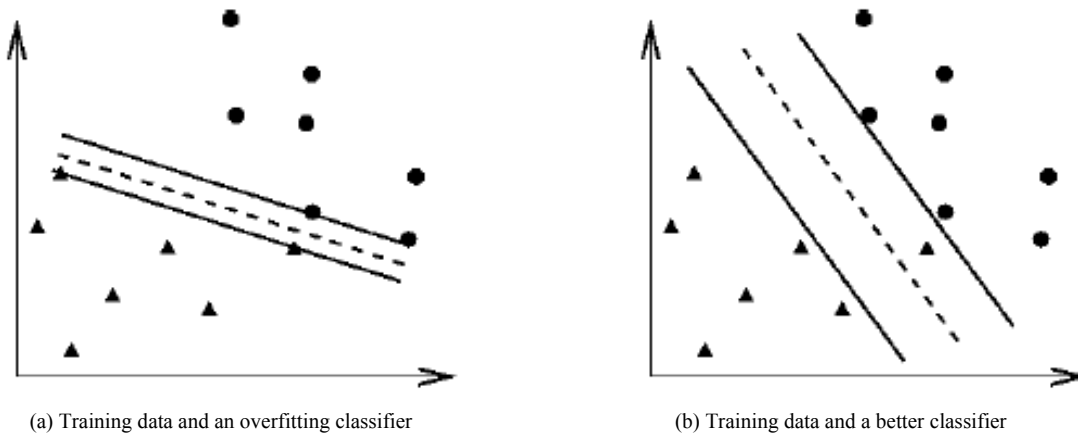 (a) Training data and an overfitting classifier
(b) Training data and a better classifier